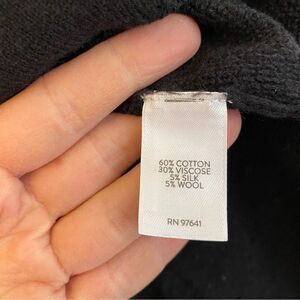 60% COTTON
30% VISCOSE
5% SILK
5% WOOL
RN 97641